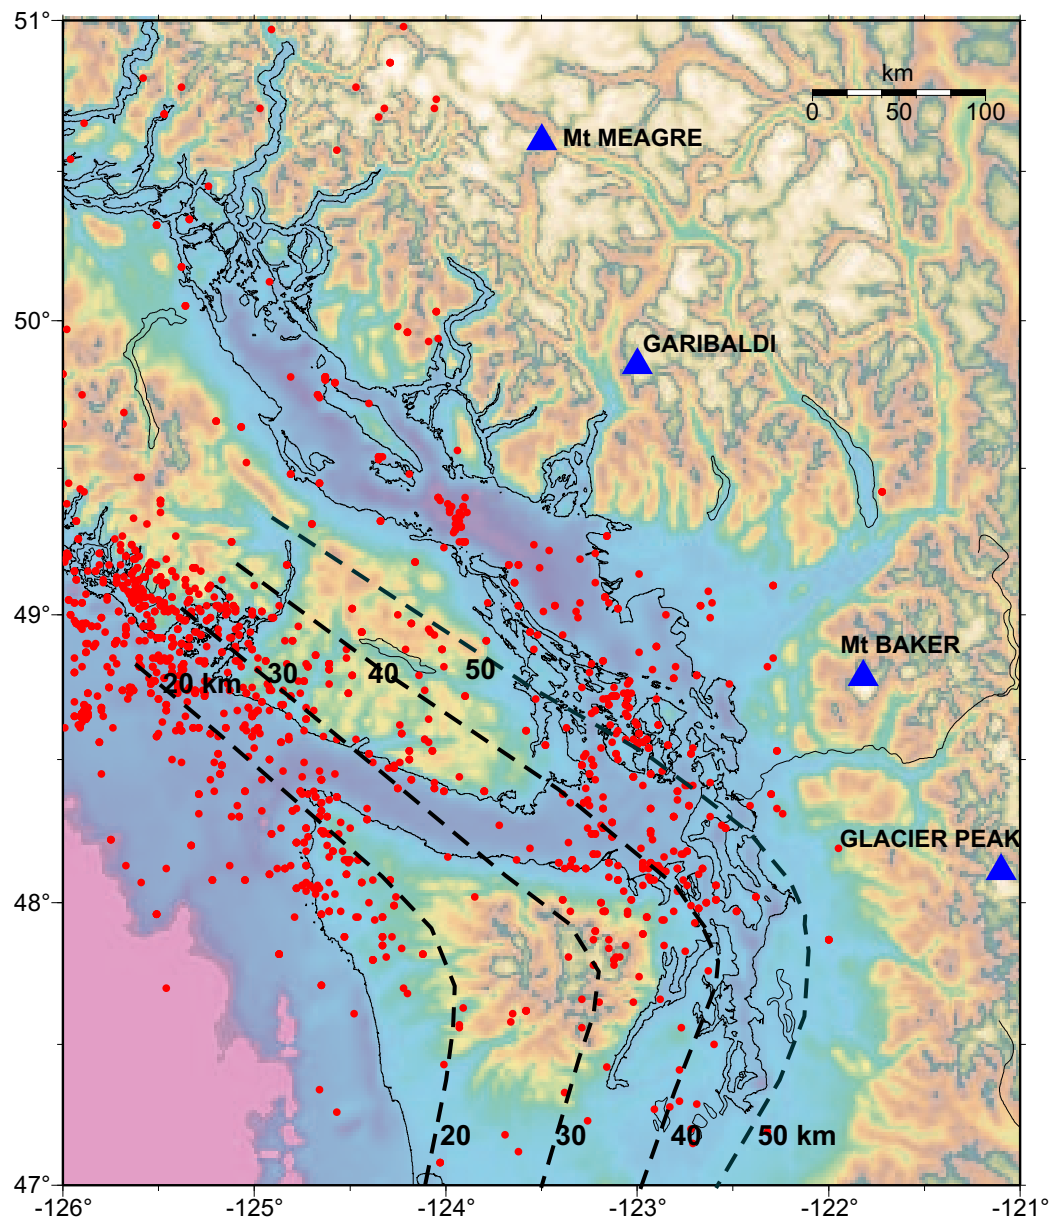 51°
km
0 50 100
Mt MEAGRE
50°
GARIBALDI
49°
Mt BAKER
20 km 30 40 50
GLACIER PEAK
48°
20 30 40 50 km
47°
-126° -125° -124° -123° -122° -121°